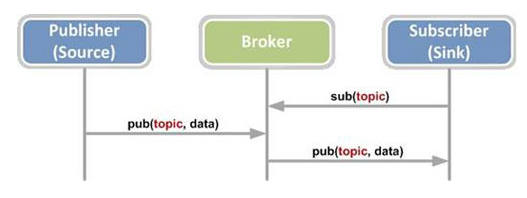 Publisher
(Source)
Broker
Subscriber
(Sink)
sub(topic)
pub(topic, data)
pub(topic, data)